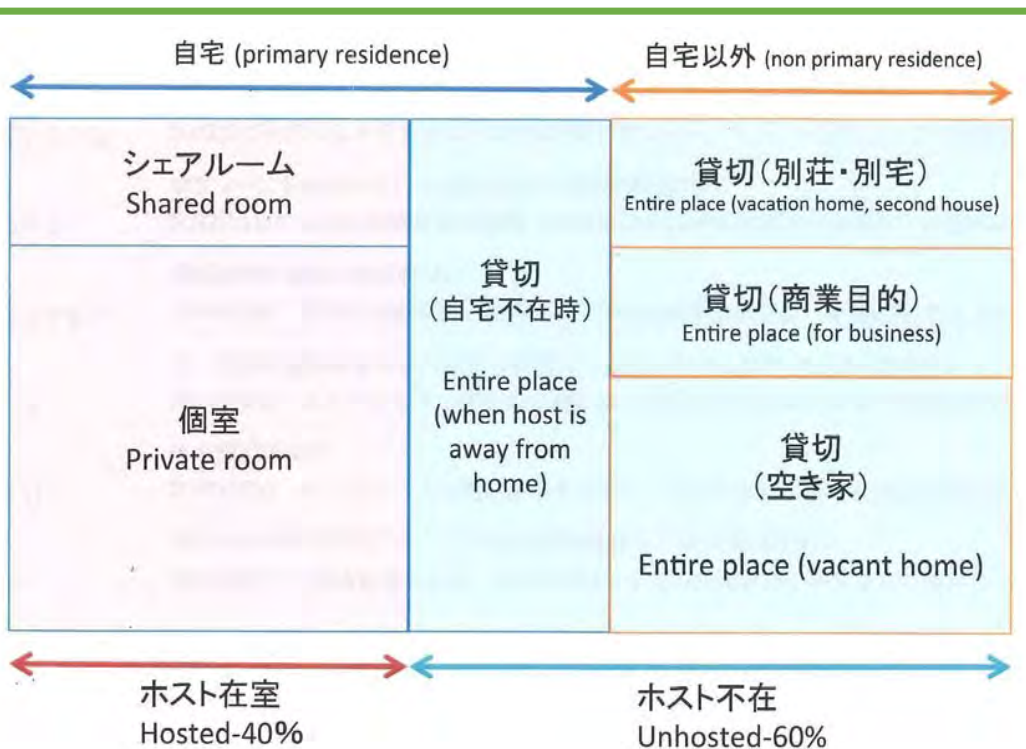 自宅 (primary residence)
自宅以外 (non primary residence)
シェアルーム
Shared room
個室
Private room
貸切
(自宅不在時)
Entire place
(when host is
away from
home)
貸切(別荘・別宅)
Entire place (vacation home, second house)
貸切(商業目的)
Entire place (for business)
貸切
(空き家)
Entire place (vacant home)
ホスト在室
Hosted-40%
ホスト不在
Unhosted-60%